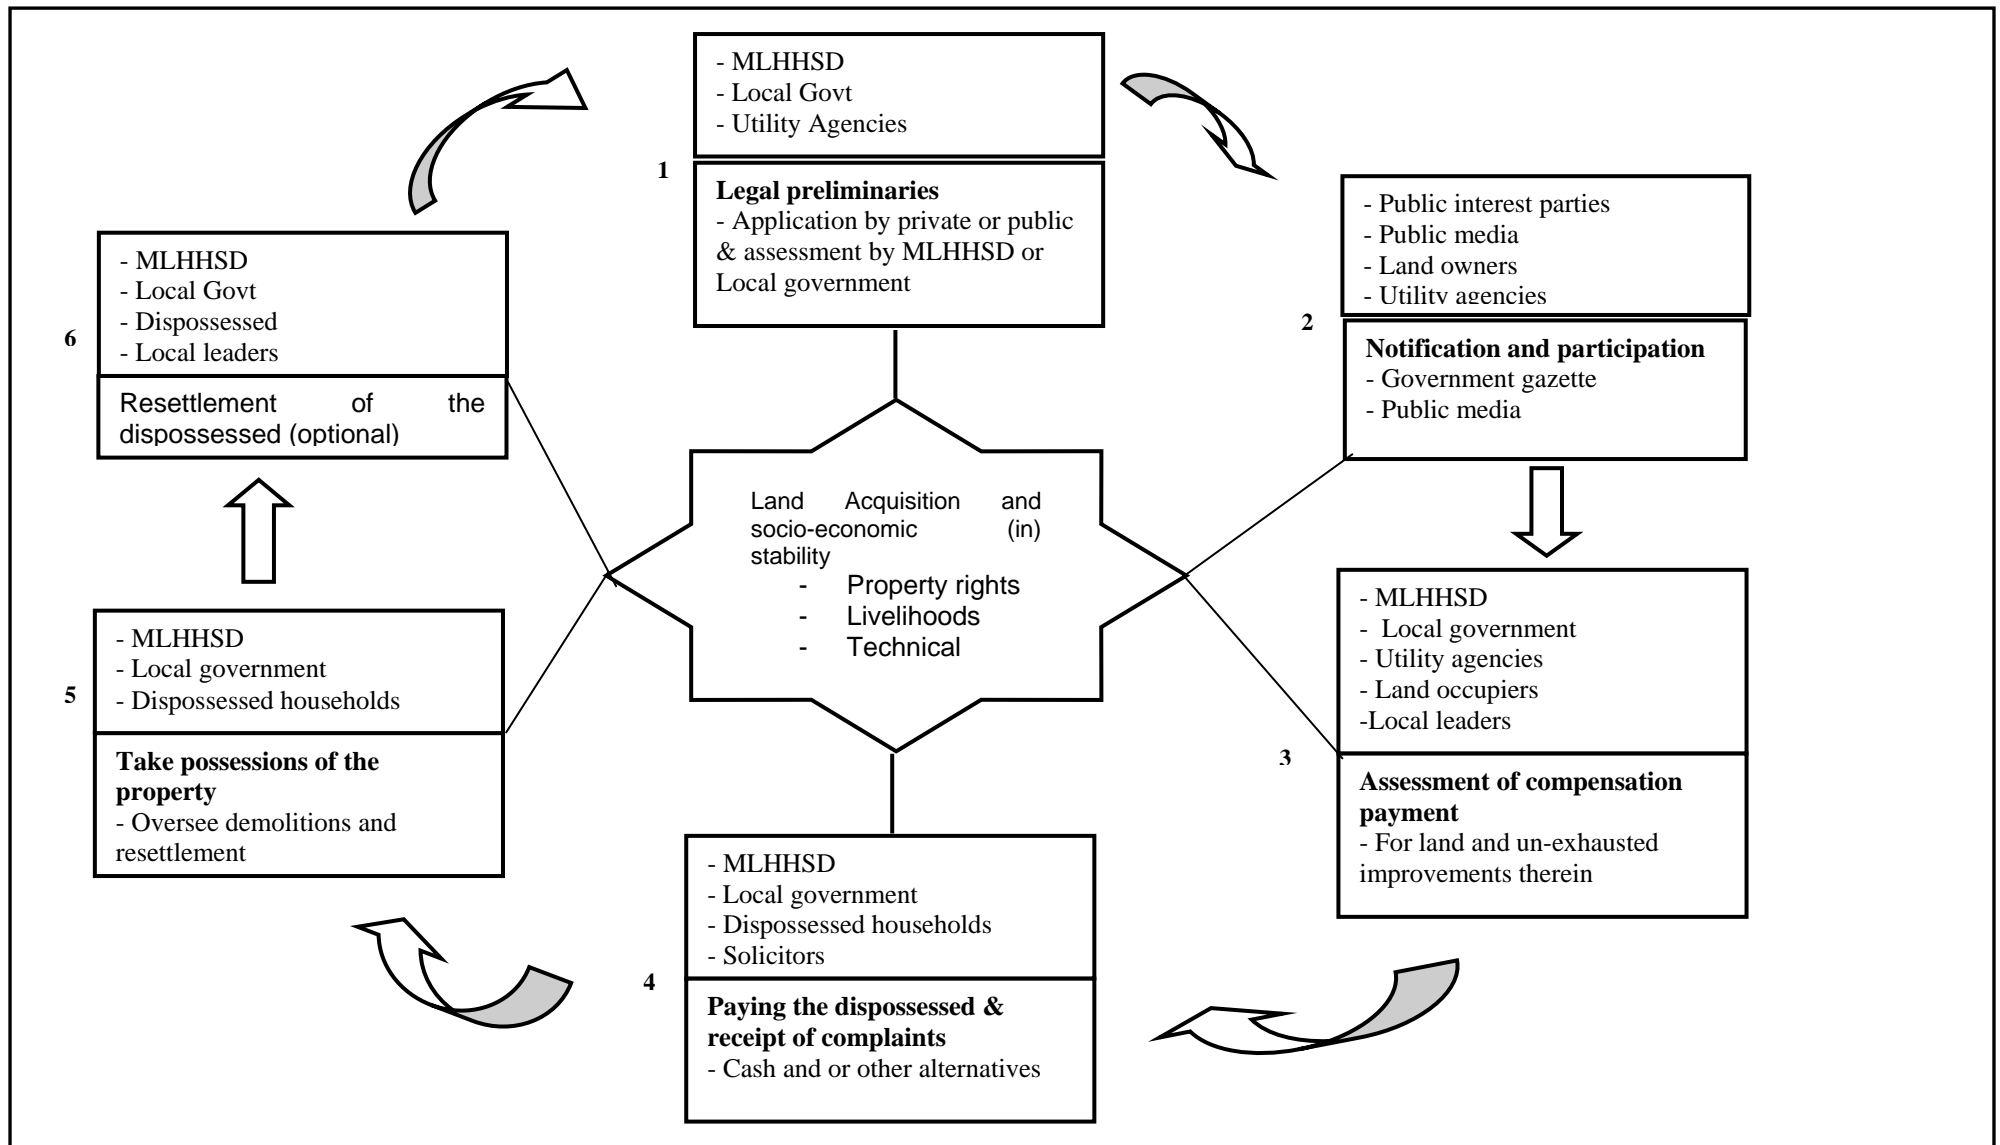 - MLHHSD
- Local Govt
- Utility Agencies
1
Legal preliminaries
- Application by private or public
& assessment by MLHHSD or
Local government
- Public interest parties
- Public media
- Land owners
- Utility agencies
2
Notification and participation
- Government gazette
- Public media
- MLHHSD
- Local government
- Utility agencies
- Land occupiers
-Local leaders
3
Assessment of compensation
payment
- For land and un-exhausted
improvements therein
- MLHHSD
- Local government
- Dispossessed households
- Solicitors
4
Paying the dispossessed &
receipt of complaints
- Cash and or other alternatives
- MLHHSD
- Local government
- Dispossessed households
5
Take possessions of the
property
- Oversee demolitions and
resettlement
- MLHHSD
- Local Govt
- Dispossessed
- Local leaders
6
Resettlement of the
dispossessed (optional)
Land Acquisition and
socio-economic (in)
stability
- Property rights
- Livelihoods
- Technical